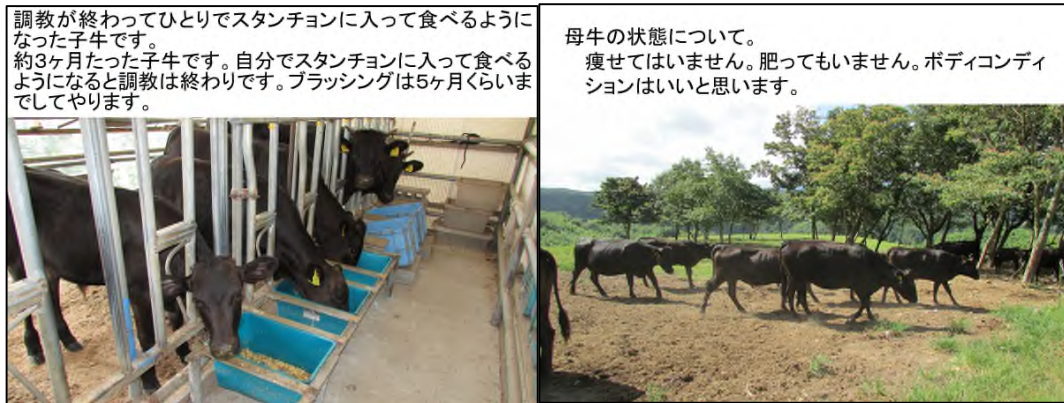 調教が終わってひとりでスタンチョンに入って食べるように
なった子牛です。
約３ヶ月たった子牛です。自分でスタンチョンに入って食べる
ようになると調教は終わりです。ブラッシングは５ヶ月くらいま
でしてやります。
母牛の状態について。
痩せてはいません。肥ってもいません。ボディコンディ
ションはいいと思います。